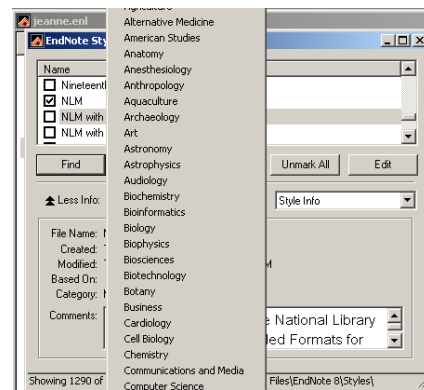 jeanne.enl
EndNote Sty
Name
Nineteent
NLM
NLM with
NLM with
Find
Unmark All
Edit
Less Info:
Style Info
File Name: N
Created:
Modified:
Based On:
Category:
Comments:
e National Library
ed Formats for
Showing 1290 of
Files\EndNote 8\Styles\
Agriculture
Alternative Medicine
American Studies
Anatomy
Anesthesiology
Anthropology
Aquaculture
Archaeology
Art
Astronomy
Astrophysics
Audiology
Biochemistry
Bioinformatics
Biology
Biophysics
Biosciences
Biotechnology
Botany
Business
Cardiology
Cell Biology
Chemistry
Communications and Media
Computer Science